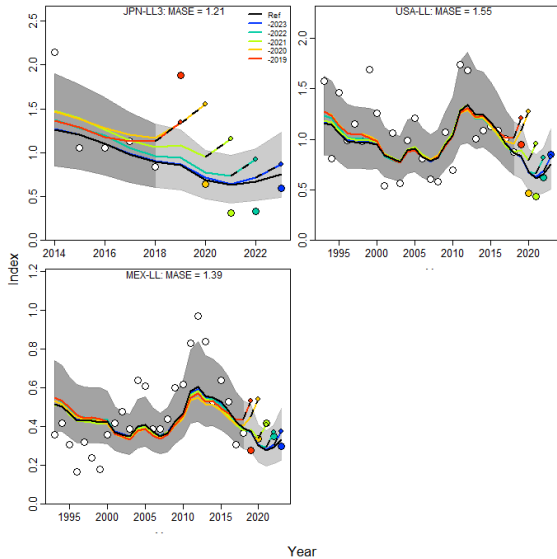 JPN-LL3: MASE = 1.21
Ref
-2023
-2022
-2021
-2020
-2019
0.0 0.5 1.0 1.5 2.0 2.5
2014 2016 2018 2020 2022
USA-LL: MASE = 1.55
0.0 0.5 1.0 1.5 2.0
1995 2000 2005 2010 2015 2020
MEX-LL: MASE = 1.39
0.0 0.2 0.4 0.6 0.8 1.0 1.2
1995 2000 2005 2010 2015 2020
Index
Year